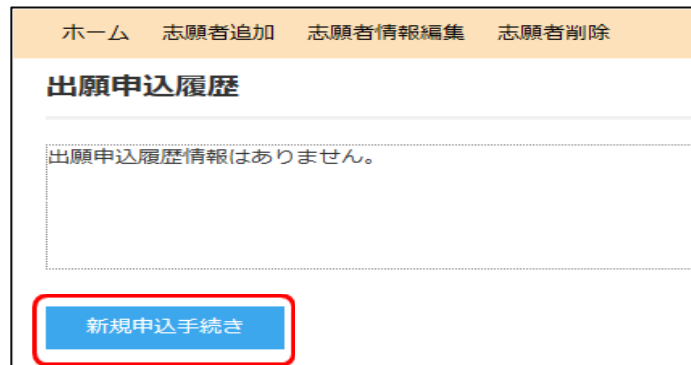 ホーム 志願者追加 志願者情報編集 志願者削除
出願申込履歴
出願申込履歴情報はありません。
新規申込手続き